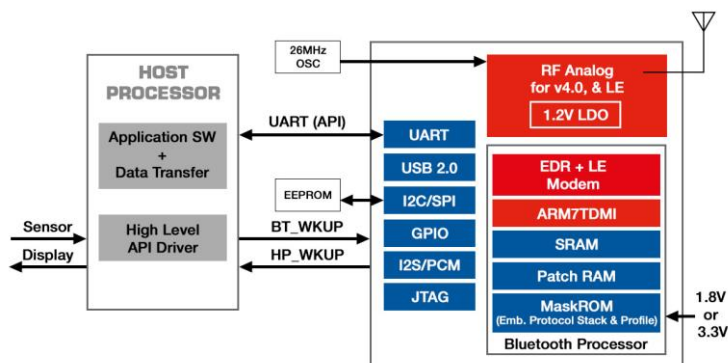 HOST
PROCESSOR
Application SW
+
Data Transfer
High Level
API Driver
Sensor
Display
26MHz
OSC
UART (API)
EEPROM
BT_WKUP
HP_WKUP
UART
USB 2.0
I2C/SPI
GPIO
I2S/PCM
JTAG
RF Analog
for v4.0, & LE
1.2V LDO
EDR + LE
Modem
ARM7TDMI
SRAM
Patch RAM
MaskROM
(Emb. Protocol Stack & Profile)
Bluetooth Processor
1.8V
or
3.3V